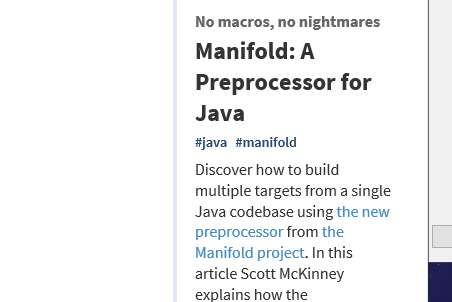 No macros, no nightmares
Manifold: A
Preprocessor for
Java
#java #manifold
Discover how to build
multiple targets from a single
Java codebase using the new
preprocessor from the
Manifold project. In this
article Scott McKinney
explains how the